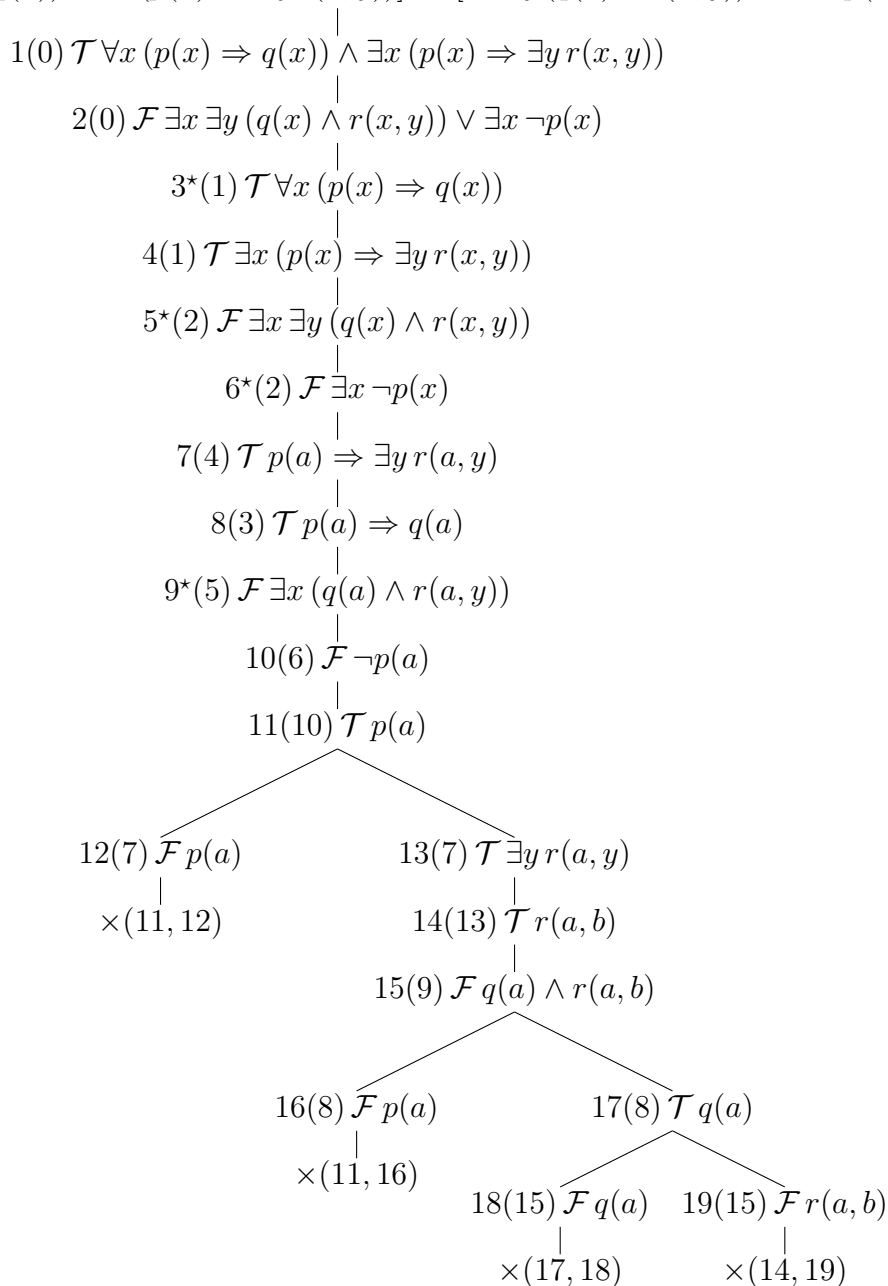 1(0) 𝒯 ∀x (p(x) ⇒ q(x)) ∧ ∃x (p(x) ⇒ ∃y r(x, y))
2(0) ℱ ∃x ∃y (q(x) ∧ r(x, y)) ∨ ∃x ¬p(x)
3⋆(1) 𝒯 ∀x (p(x) ⇒ q(x))
4(1) 𝒯 ∃x (p(x) ⇒ ∃y r(x, y))
5⋆(2) ℱ ∃x ∃y (q(x) ∧ r(x, y))
6⋆(2) ℱ ∃x ¬p(x)
7(4) 𝒯 p(a) ⇒ ∃y r(a, y)
8(3) 𝒯 p(a) ⇒ q(a)
9⋆(5) ℱ ∃x (q(a) ∧ r(a, y))
10(6) ℱ ¬p(a)
11(10) 𝒯 p(a)
12(7) ℱ p(a) 13(7) 𝒯 ∃y r(a, y)
×(11, 12) 14(13) 𝒯 r(a, b)
15(9) ℱ q(a) ∧ r(a, b)
16(8) ℱ p(a) 17(8) 𝒯 q(a)
×(11, 16)
18(15) ℱ q(a) 19(15) ℱ r(a, b)
×(17, 18) ×(14, 19)